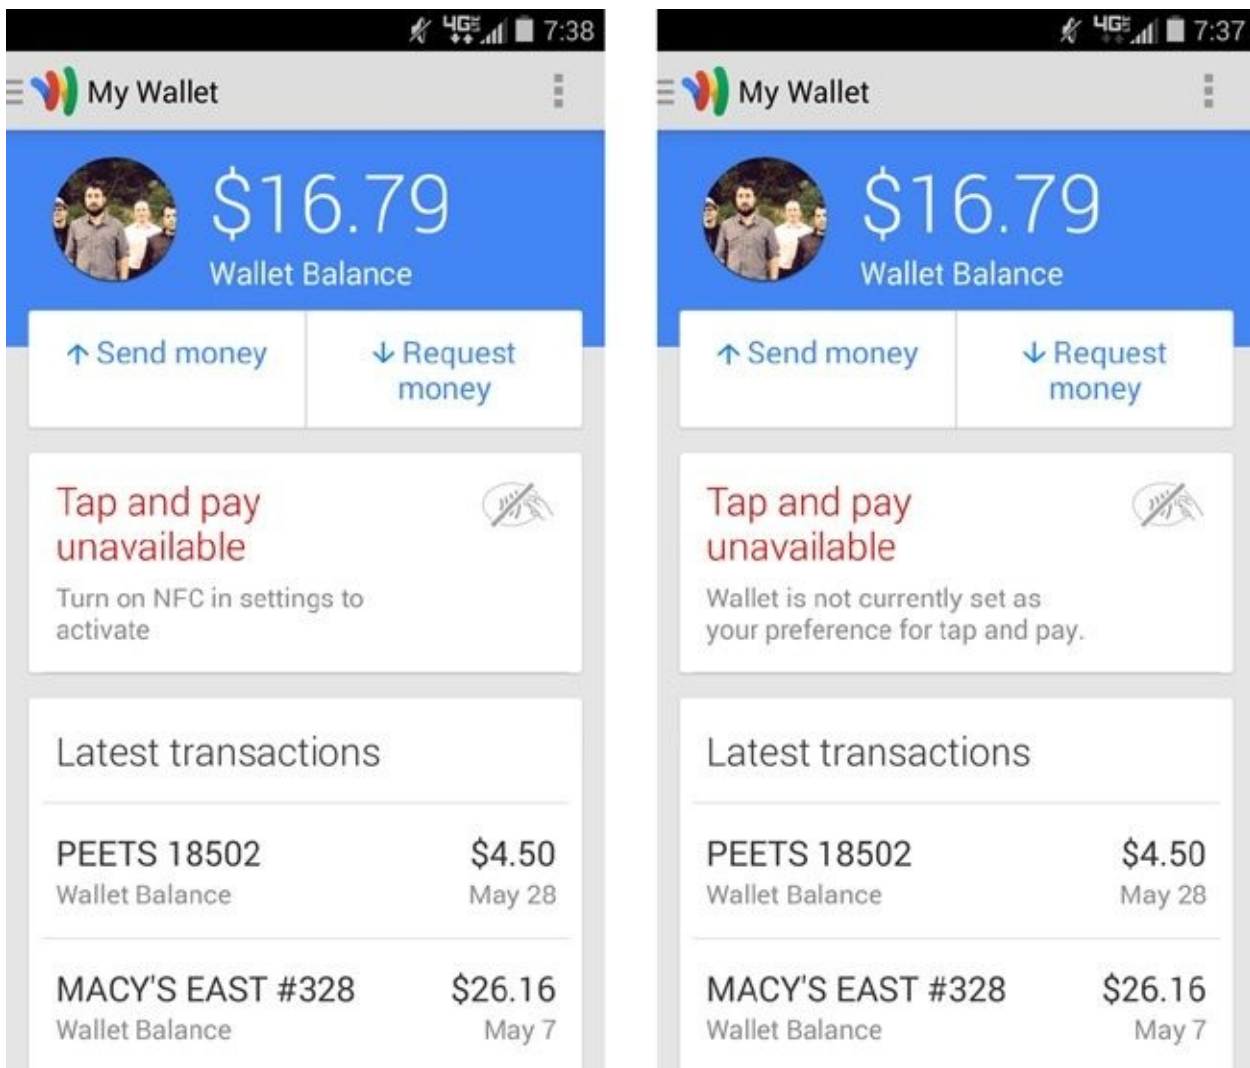 4G LTE 7:38
My Wallet
$16.79
Wallet Balance
↑ Send money
↓ Request
money
Tap and pay
unavailable
Turn on NFC in settings to
activate
Latest transactions
PEETS 18502 $4.50
Wallet Balance May 28
MACY'S EAST #328 $26.16
Wallet Balance May 7
4G LTE 7:37
My Wallet
$16.79
Wallet Balance
↑ Send money
↓ Request
money
Tap and pay
unavailable
Wallet is not currently set as
your preference for tap and pay.
Latest transactions
PEETS 18502 $4.50
Wallet Balance May 28
MACY'S EAST #328 $26.16
Wallet Balance May 7